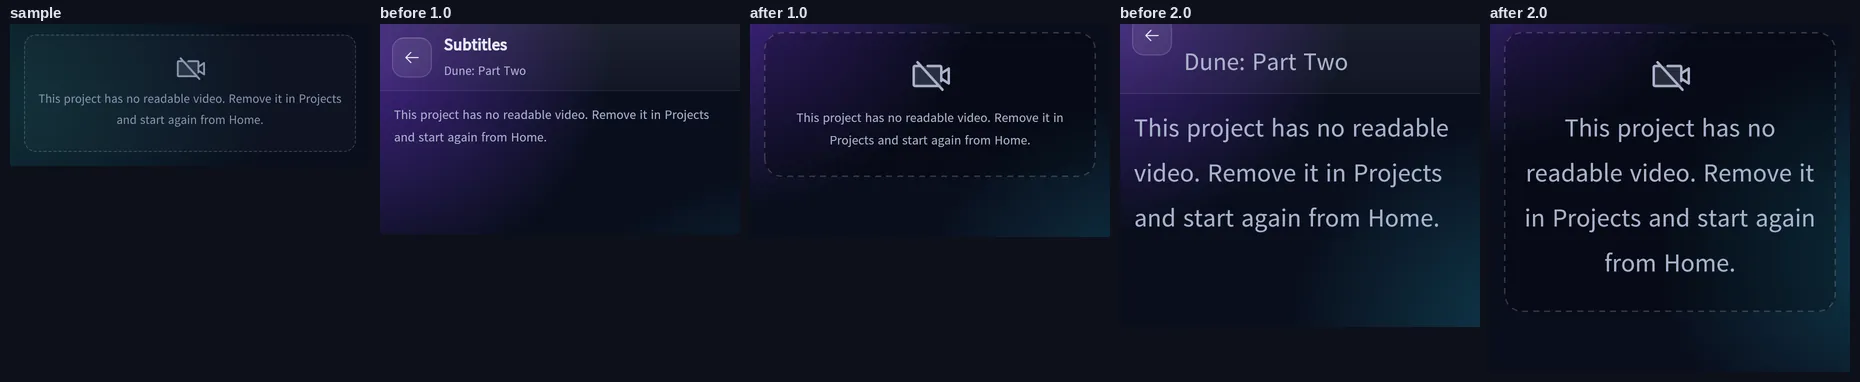 sample
This project has no readable video. Remove it in Projects
and start again from Home.
before 1.0
Subtitles
Dune: Part Two
This project has no readable video. Remove it in Projects
and start again from Home.
after 1.0
This project has no readable video. Remove it in
Projects and start again from Home.
before 2.0
Dune: Part Two
This project has no readable
video. Remove it in Projects
and start again from Home.
after 2.0
This project has no
readable video. Remove it
in Projects and start again
from Home.